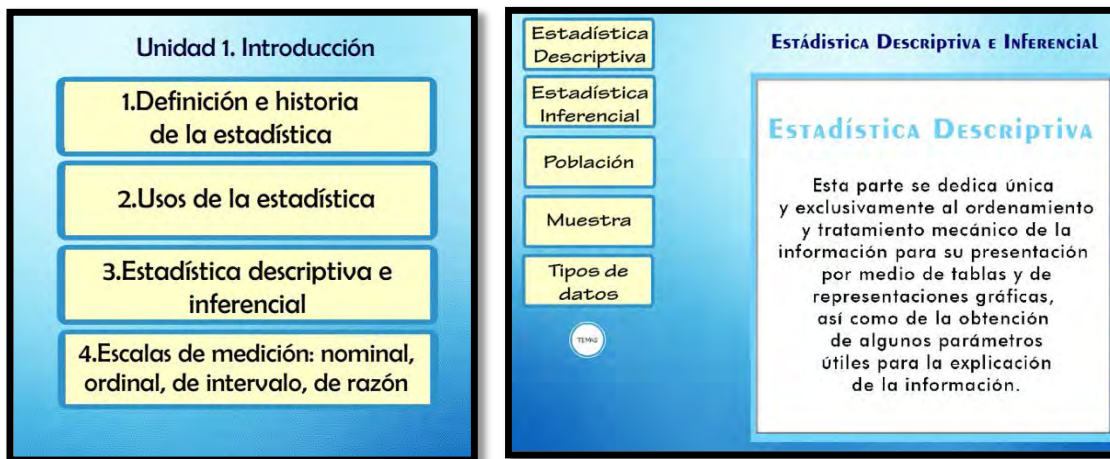 Unidad 1. Introducción
1.Definición e historia
de la estadística
2.Usos de la estadística
3.Estadística descriptiva e
inferencial
4.Escalas de medición: nominal,
ordinal, de intervalo, de razón
Estadística
Descriptiva
Estadística
Inferencial
Población
Muestra
Tipos de
datos
TEMAS
Estádistica Descriptiva e Inferencial
Estadística Descriptiva
Esta parte se dedica única
y exclusivamente al ordenamiento
y tratamiento mecánico de la
información para su presentación
por medio de tablas y de
representaciones gráficas,
así como de la obtención
de algunos parámetros
útiles para la explicación
de la información.